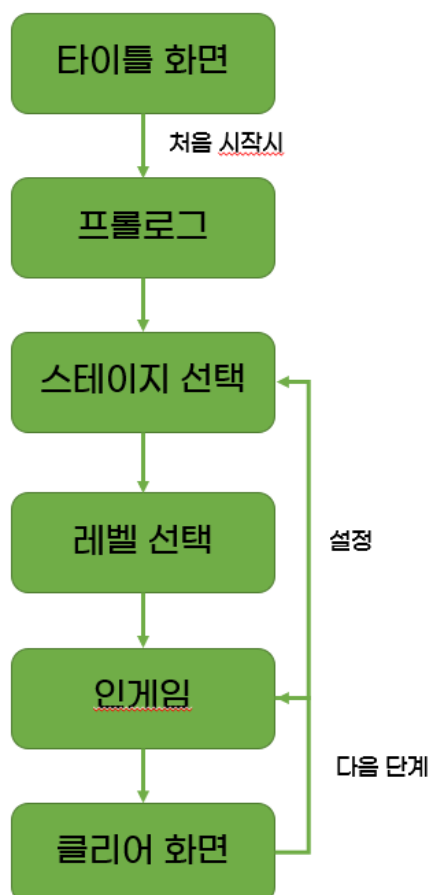 타이틀 화면
처음 시작시
프롤로그
스테이지 선택
레벨 선택
설정
인게임
다음 단계
클리어 화면